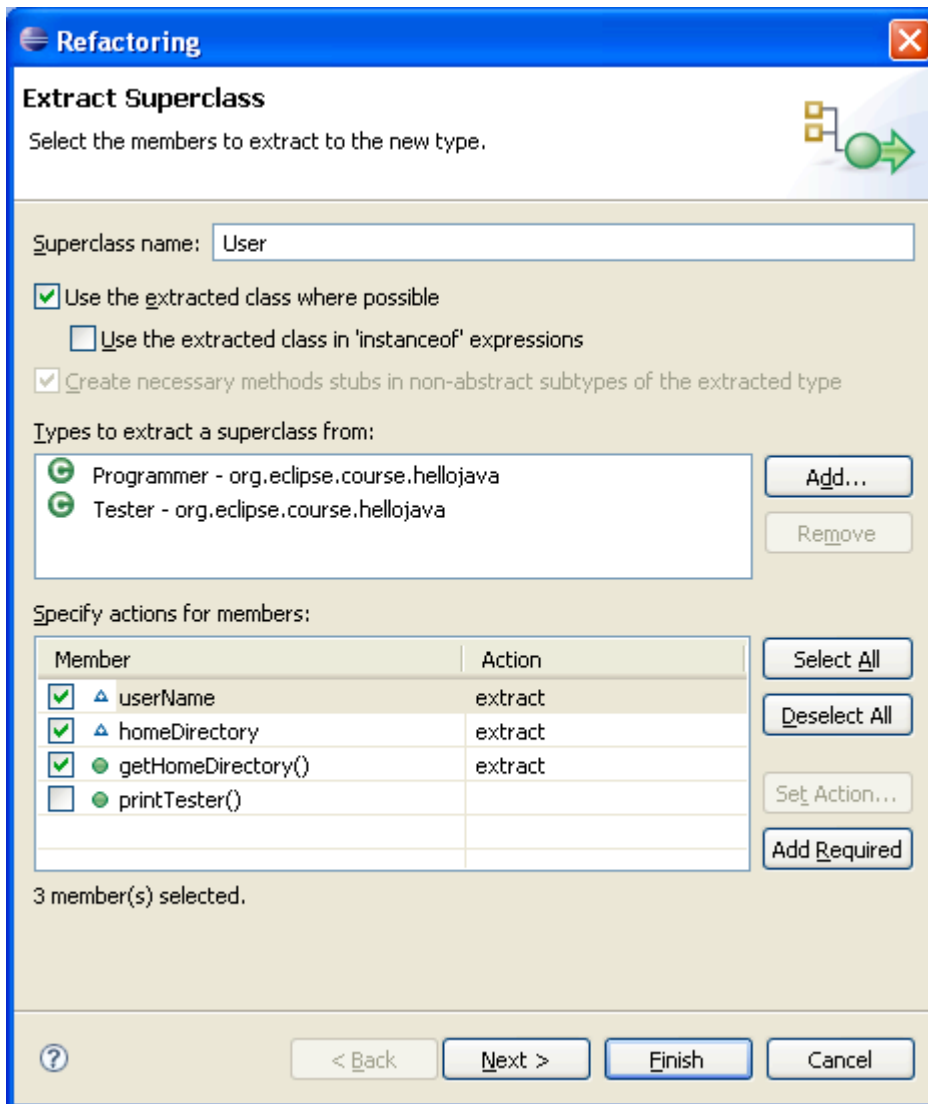 Refactoring
Extract Superclass
Select the members to extract to the new type.
Superclass name: User
Use the extracted class where possible
Use the extracted class in 'instanceof' expressions
Create necessary methods stubs in non-abstract subtypes of the extracted type
Types to extract a superclass from:
Programmer - org.eclipse.course.hellojava
Tester - org.eclipse.course.hellojava
Add...
Remove
Specify actions for members:
Member Action
userName extract
homeDirectory extract
getHomeDirectory() extract
printTester()
Select All
Deselect All
Set Action...
Add Required
3 member(s) selected.
? < Back Next > Finish Cancel